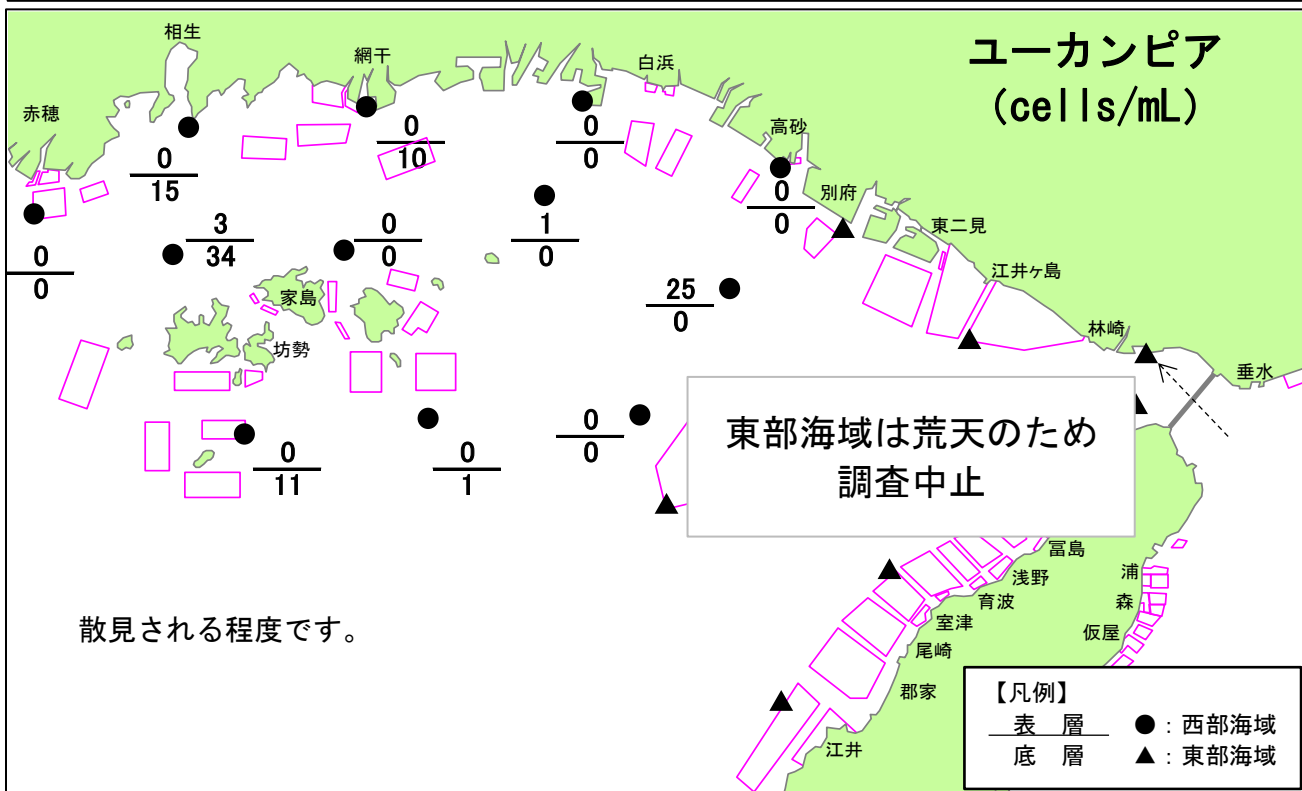 ユーカンピア
(cells/mL)
相生
網干
白浜
赤穂
高砂
別府
東二見
江井ヶ島
林崎
垂水
0
15
0
10
0
0
0
0
0
0
3
34
0
0
1
0
25
0
家島
坊勢
0
11
0
1
0
0
東部海域は荒天のため
調査中止
冨島
浅野
育波
室津
尾崎
郡家
江井
浦
森
仮屋
散見される程度です。
【凡例】
表 層
底 層
●:西部海域
▲:東部海域